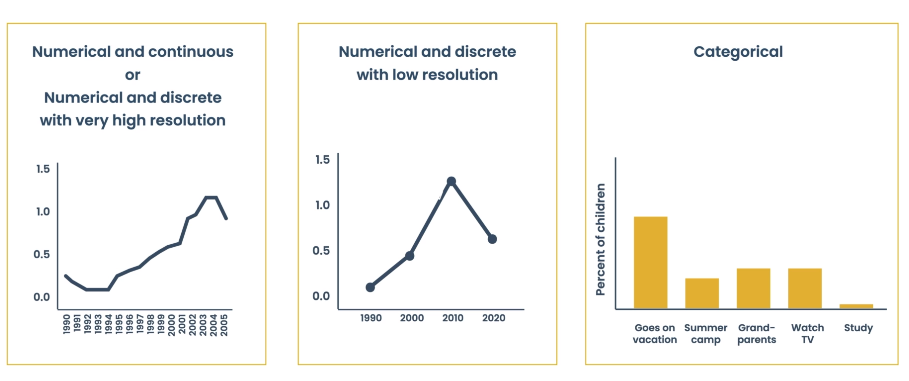 Numerical and continuous
or
Numerical and discrete
with very high resolution
1.5
1.0
0.5
0.0
1990 1991 1992 1993 1994 1995 1996 1997 1998 1999 2000 2001 2002 2003 2004 2005
Numerical and discrete
with low resolution
1.5
1.0
0.5
0.0
1990 2000 2010 2020
Categorical
Percent of children
Goes on
vacation
Summer
camp
Grand-
parents
Watch
TV
Study